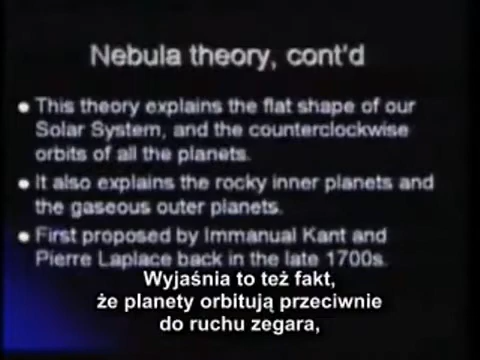 Nebula theory, cont'd
This theory explains the flat shape of our
Solar System, and the counterclockwise
orbits of all the planets.
It also explains the rocky inner planets and
the gaseous outer planets.
First proposed by Immanual Kant and
Pierre Laplace back in the late 1700s.
Wyjaśnia to też fakt,
że planety orbitują przeciwnie
do ruchu zegara,